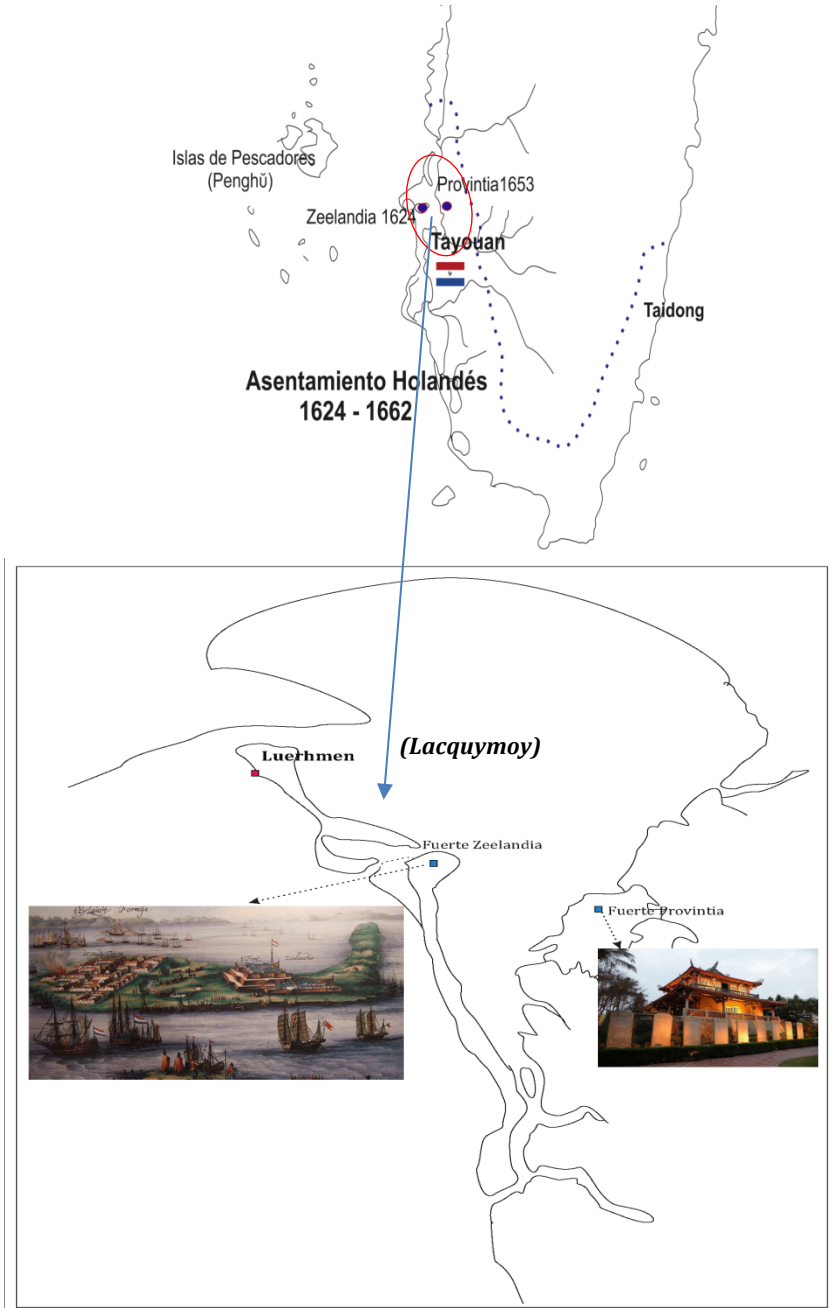 Islas de Pescadores
(Penghŭ)
Provintia1653
Zeelandia 1624
Tayouan
Taidong
Asentamiento Holandés
1624 - 1662
(Lacquymoy)
Luerhmen
Fuerte Zeelandia
Fuerte Provintia